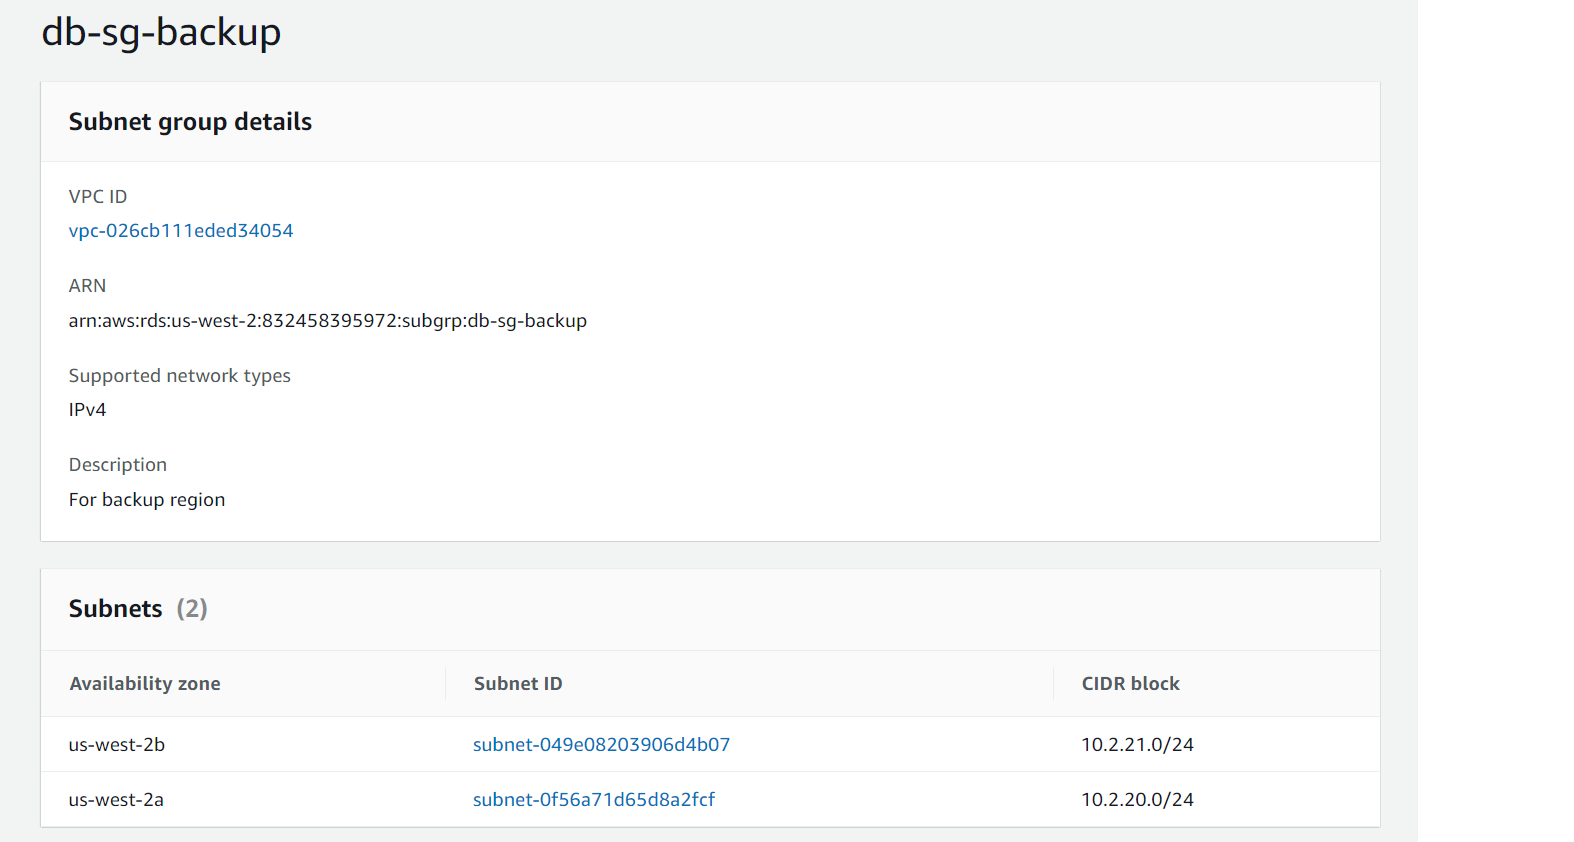 db-sg-backup
Subnet group details
VPC ID
vpc-026cb111eded34054
ARN
arn:aws:rds:us-west-2:832458395972:subgrp:db-sg-backup
Supported network types
IPv4
Description
For backup region
Subnets (2)
Availability zone Subnet ID CIDR block
us-west-2b subnet-049e08203906d4b07 10.2.21.0/24
us-west-2a subnet-0f56a71d65d8a2fcf 10.2.20.0/24